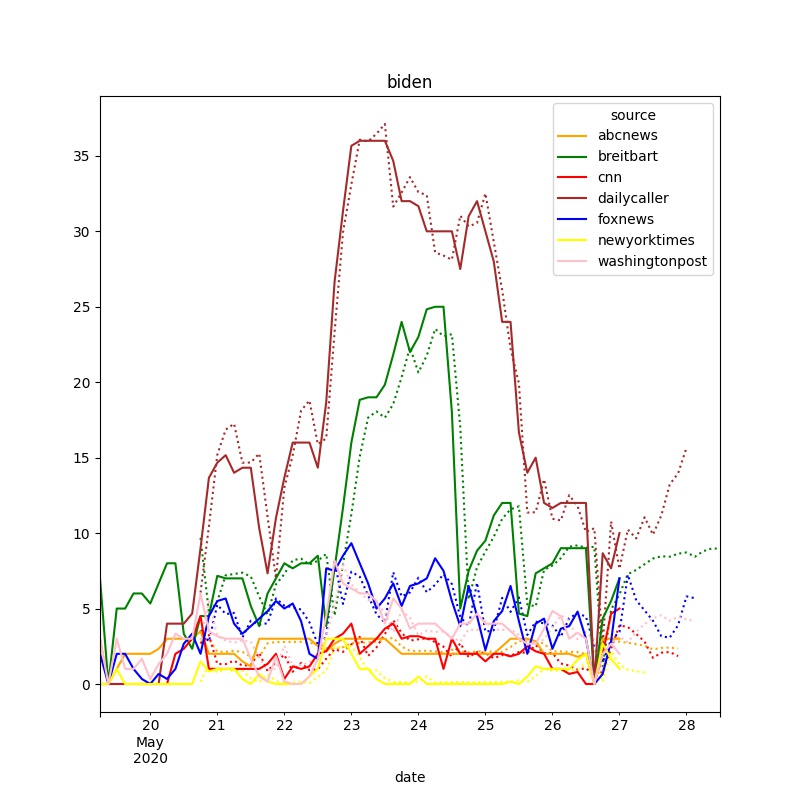 biden
source
abcnews
breitbart
cnn
dailycaller
foxnews
newyorktimes
washingtonpost
35
30
25
20
15
10
5
0
20 21 22 23 24 25 26 27 28
May
2020
date